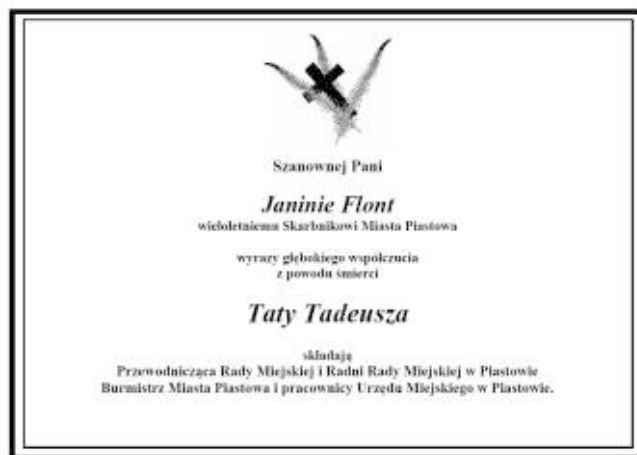 Szanownej Pani
Janinie Flont
wieloletniemu Skarbnikowi Miasta Piastowa
wyrazy głębokiego współczucia
z powodu śmierci
Taty Tadeusza
składają
Przewodnicząca Rady Miejskiej i Radni Rady Miejskiej w Piastowie
Burmistrz Miasta Piastowa i pracownicy Urzędu Miejskiego w Piastowie.